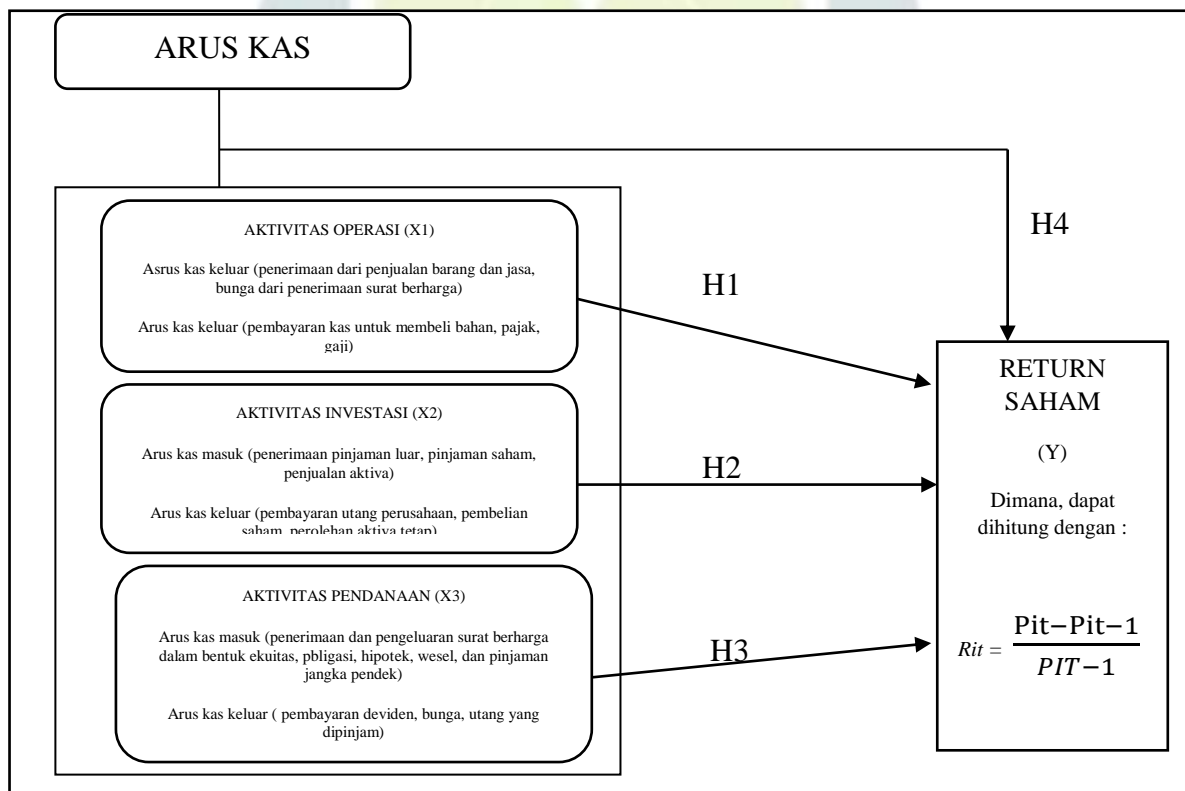 ARUS KAS
AKTIVITAS OPERASI (X1)
Asrus kas keluar (penerimaan dari penjualan barang dan jasa,
bunga dari penerimaan surat berharga)
Arus kas keluar (pembayaran kas untuk membeli bahan, pajak,
gaji)
AKTIVITAS INVESTASI (X2)
Arus kas masuk (penerimaan pinjaman luar, pinjaman saham,
penjualan aktiva)
Arus kas keluar (pembayaran utang perusahaan, pembelian
saham, perolehan aktiva tetap)
AKTIVITAS PENDANAAN (X3)
Arus kas masuk (penerimaan dan pengeluaran surat berharga
dalam bentuk ekuitas, pbligasi, hipotek, wesel, dan pinjaman
jangka pendek)
Arus kas keluar ( pembayaran deviden, bunga, utang yang
dipinjam)
H1
H2
H3
H4
RETURN
SAHAM
(Y)
Dimana, dapat
dihitung dengan :
Pit−Pit−1
Rit =
PIT−1